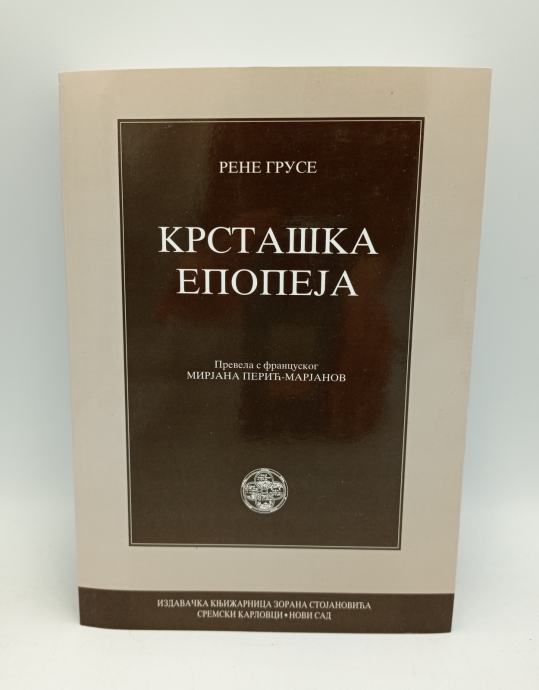 РЕНЕ ГРУСЕ
КРСТАШКА
ЕПОПЕЈА
Превела с француског
МИРЈАНА ПЕРИЋ-МАРЈАНОВ
ИЗДАВАЧКА КЊИЖАРНИЦА ЗОРАНА СТОЈАНОВИЋА
СРЕМСКИ КАРЛОВЦИ • НОВИ САД